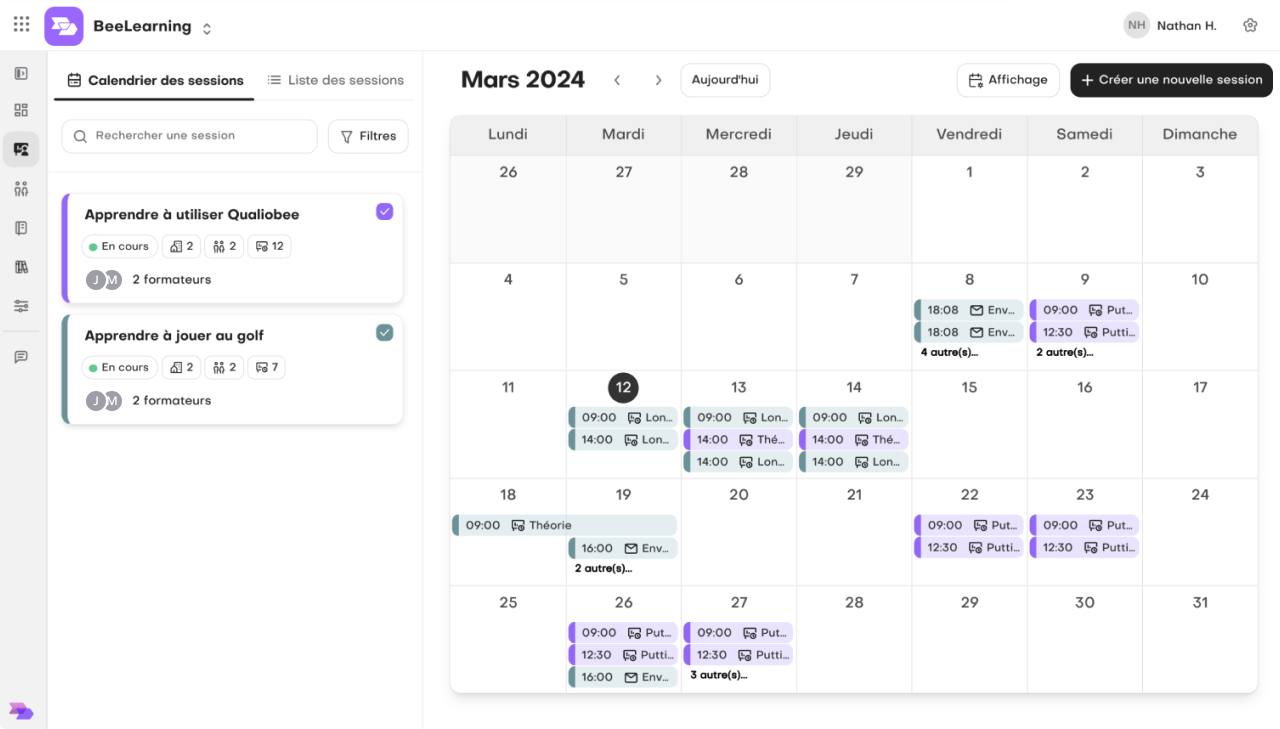 BeeLearning
NH Nathan H.
Calendrier des sessions
Liste des sessions
Rechercher une session
Filtres
Apprendre à utiliser Qualiobee
En cours 2 2 12
J M 2 formateurs
Apprendre à jouer au golf
En cours 2 2 7
J M 2 formateurs
Mars 2024
Aujourd'hui
Affichage
+ Créer une nouvelle session
Lundi Mardi Mercredi Jeudi Vendredi Samedi Dimanche
26 27 28 29 1 2 3
4 5 6 7 8 9 10
18:08 Env... 09:00 Put...
18:08 Env... 12:30 Putti...
4 autre(s)... 2 autre(s)...
11 12 13 14 15 16 17
09:00 Lon... 09:00 Lon... 09:00 Lon...
14:00 Lon... 14:00 Thé... 14:00 Thé...
14:00 Lon... 14:00 Lon...
18 19 20 21 22 23 24
09:00 Théorie 09:00 Put... 09:00 Put...
16:00 Env... 12:30 Putti... 12:30 Putti...
2 autre(s)...
25 26 27 28 29 30 31
09:00 Put... 09:00 Put...
12:30 Putti... 12:30 Putti...
16:00 Env... 3 autre(s)...